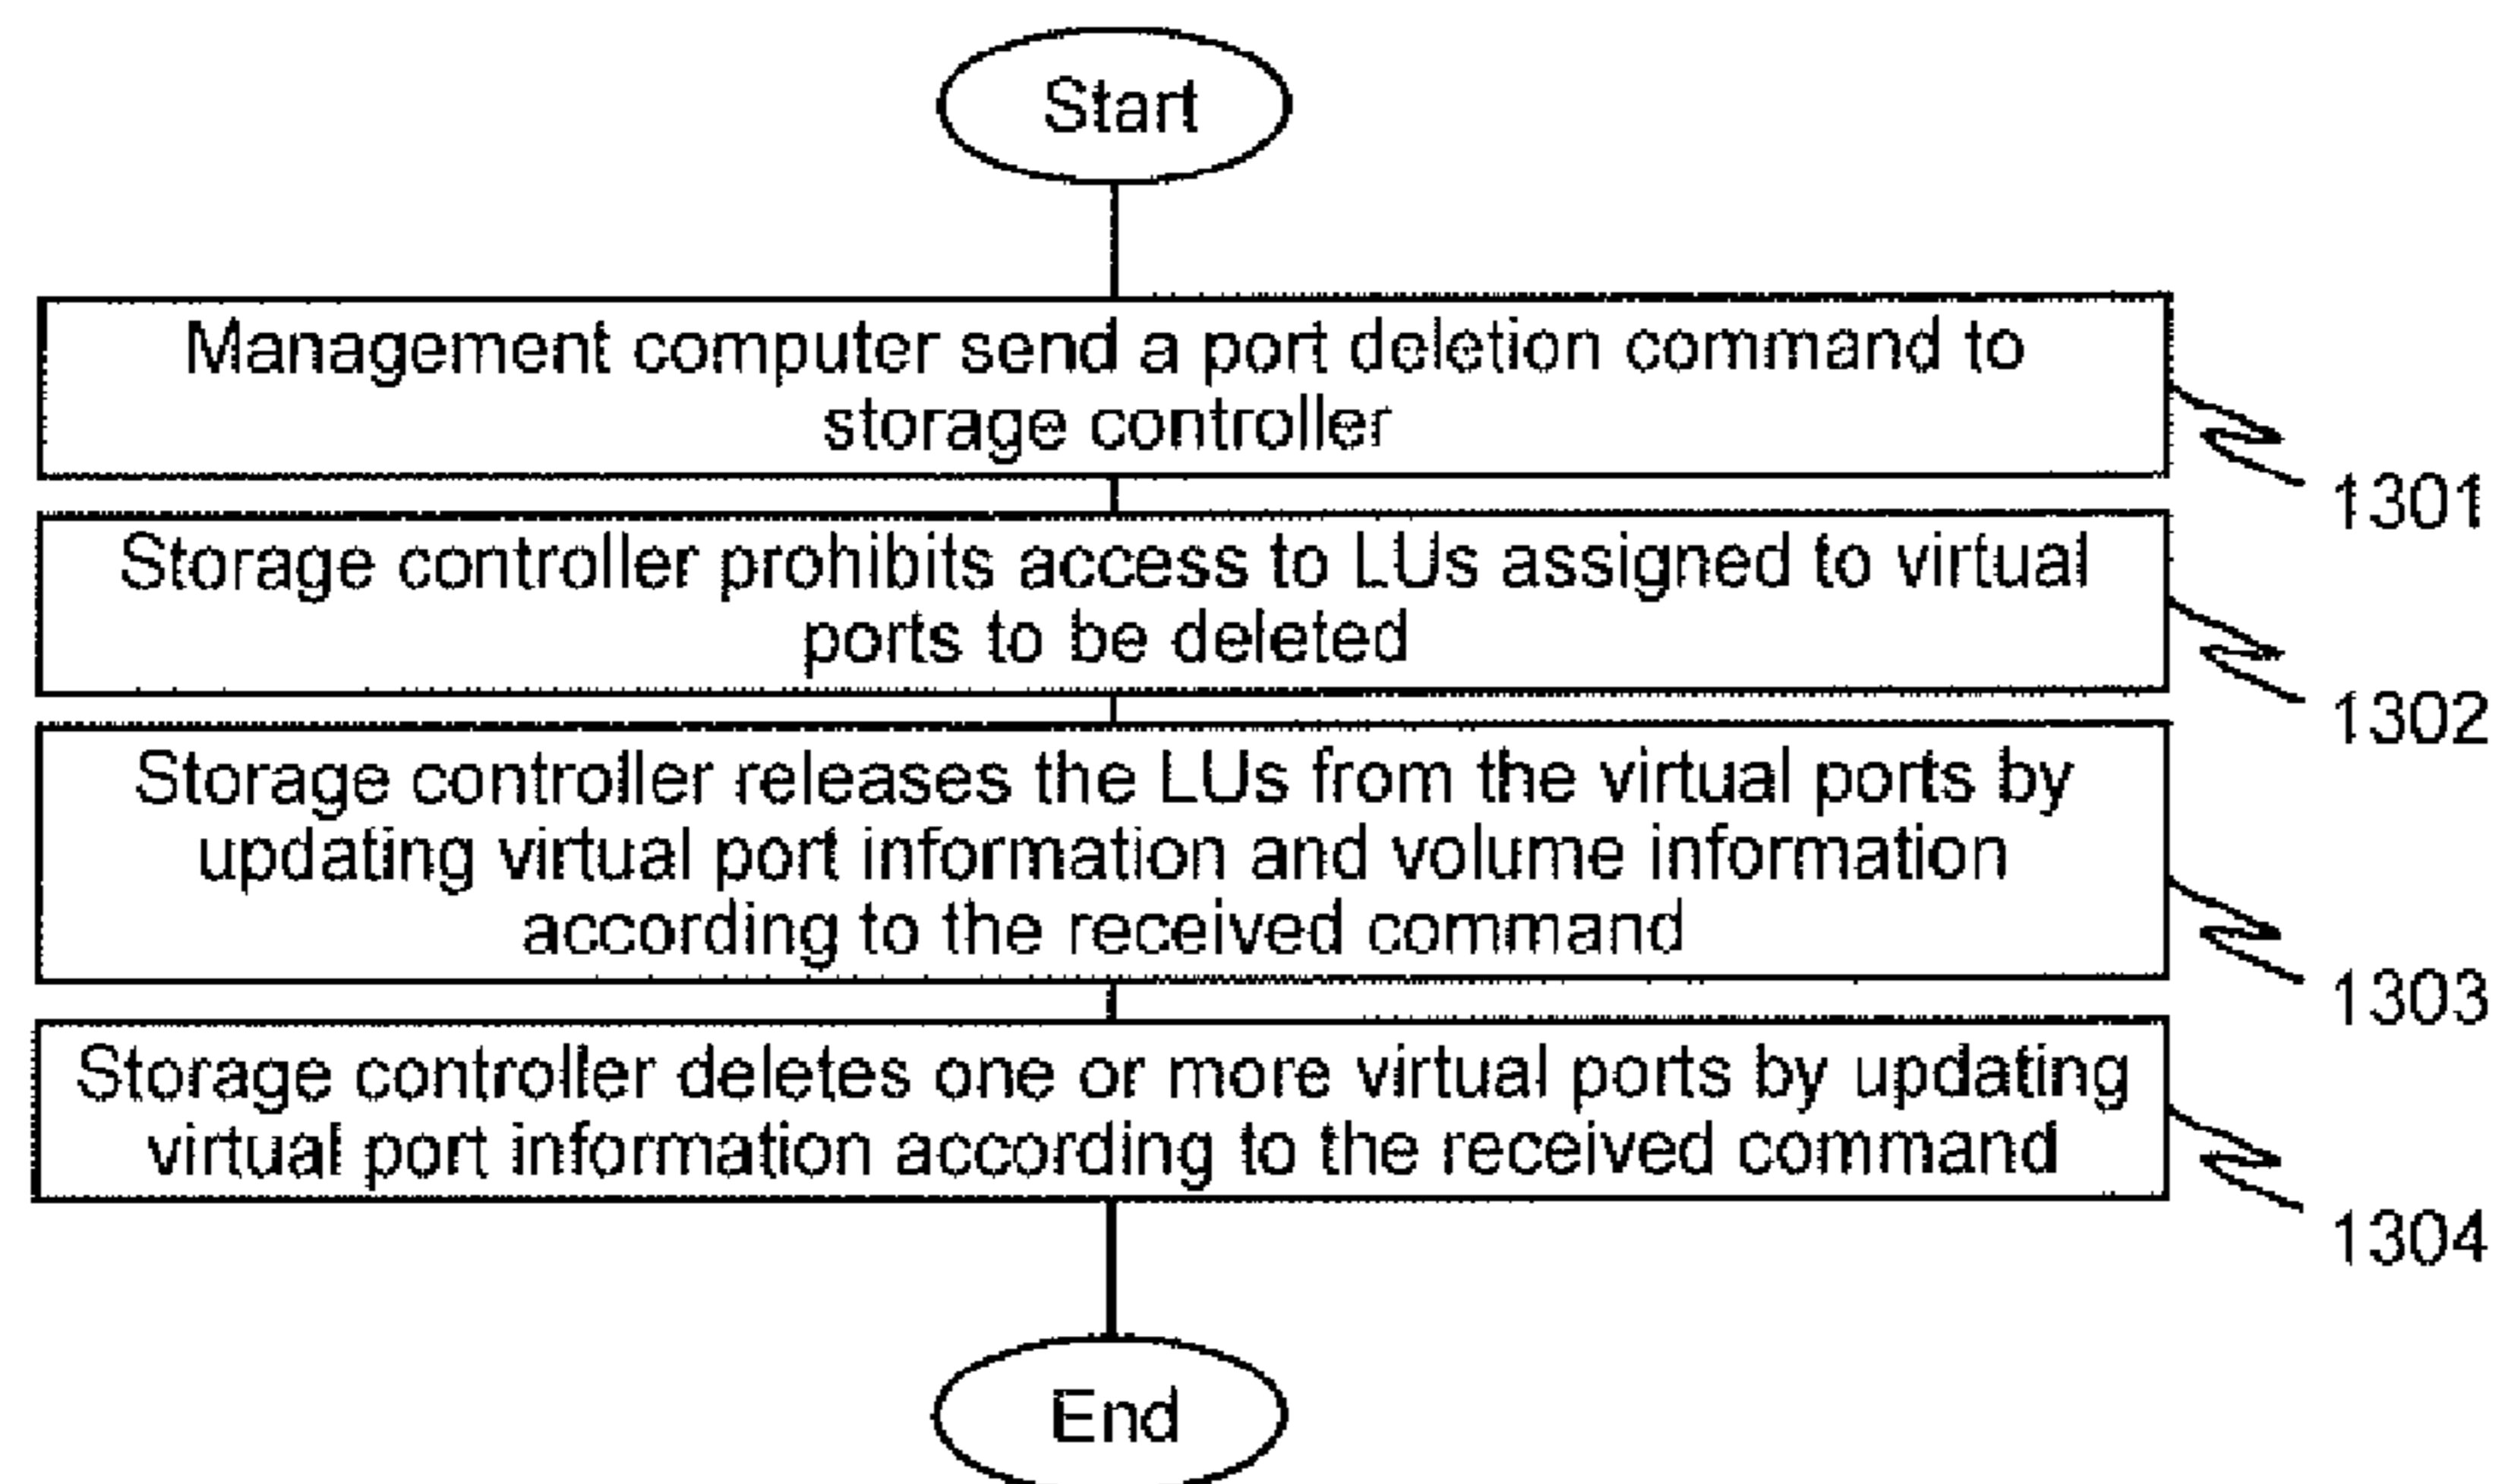 Start
Management computer send a port deletion command to
storage controller
1301
Storage controller prohibits access to LUs assigned to virtual
ports to be deleted
1302
Storage controller releases the LUs from the virtual ports by
updating virtual port information and volume information
according to the received command
1303
Storage controller deletes one or more virtual ports by updating
virtual port information according to the received command
1304
End